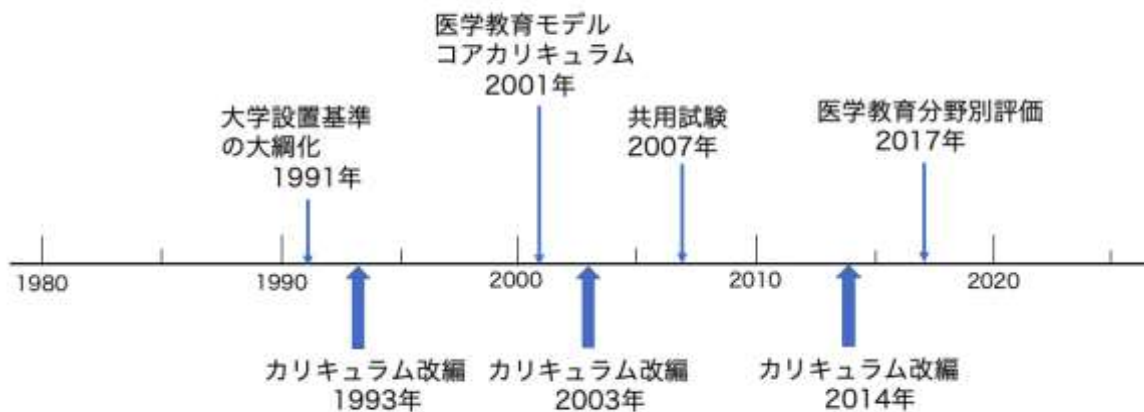 医学教育モデル
コアカリキュラム
2001年
大学設置基準
の大綱化
1991年
共用試験
2007年
医学教育分野別評価
2017年
1980
1990
2000
2010
2020
カリキュラム改編
1993年
カリキュラム改編
2003年
カリキュラム改編
2014年